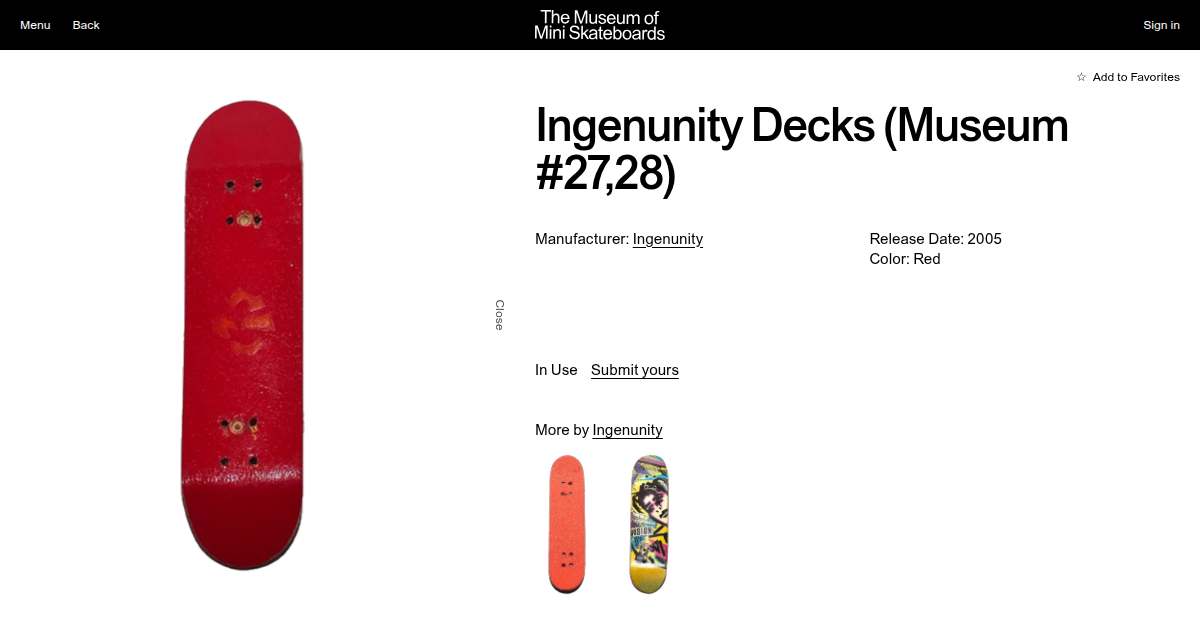 Menu
Back
The Museum of
Mini Skateboards
Sign in
☆ Add to Favorites
Ingenunity Decks (Museum
#27,28)
Manufacturer: Ingenunity
Release Date: 2005
Color: Red
Close
In Use
Submit yours
More by Ingenunity
VISION